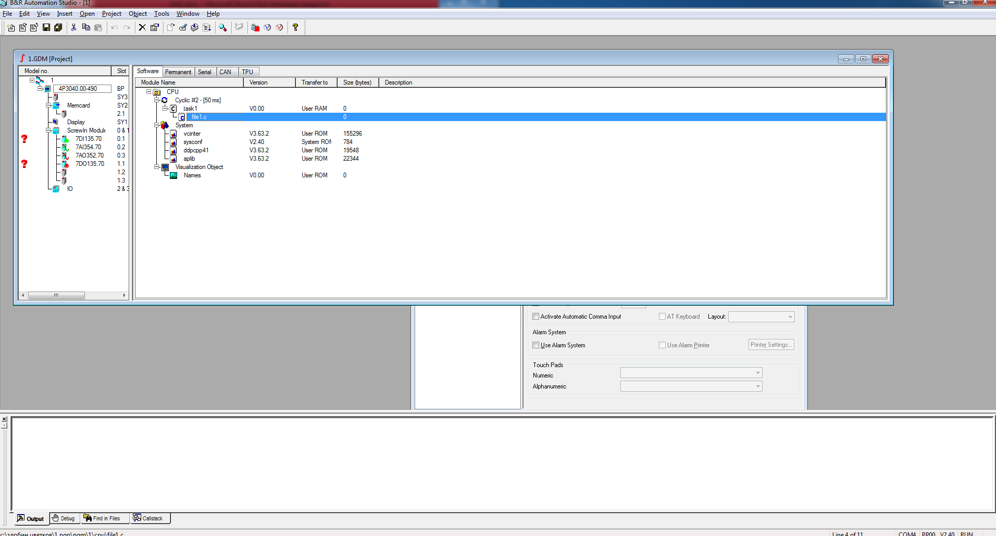 B&R Automation Studio - [1]
File Edit View Insert Open Project Object Tools Window Help
1.GDM [Project]
Model no. Slot
1
4P3040.00-490 BP
SY3
Memcard SY2
2.1
Display SY1
ScrewIn Module 0 & 1
7DI135.70 0.1
7AI354.70 0.2
7AO352.70 0.3
7DO135.70 1.1
1.2
1.3
IO 2 & 3
Software Permanent Serial CAN TPU
Module Name Version Transfer to Size (bytes) Description
CPU
Cyclic #2 - [50 ms]
task1 V0.00 User RAM 0
file1.c 0
System
vcinter V3.63.2 User ROM 155296
sysconf V2.40 System ROM 784
ddpcpp41 V3.63.2 User ROM 19548
aplib V3.63.2 User ROM 22344
Visualization Object
Names V0.00 User ROM 0
Activate Automatic Comma Input AT Keyboard Layout:
Alarm System
Use Alarm System Use Alarm Printer Printer Settings...
Touch Pads
Numeric:
Alphanumeric:
Output Debug Find in Files Callstack
Line 4 of 11 COM4 PP00 V2.40 RUN